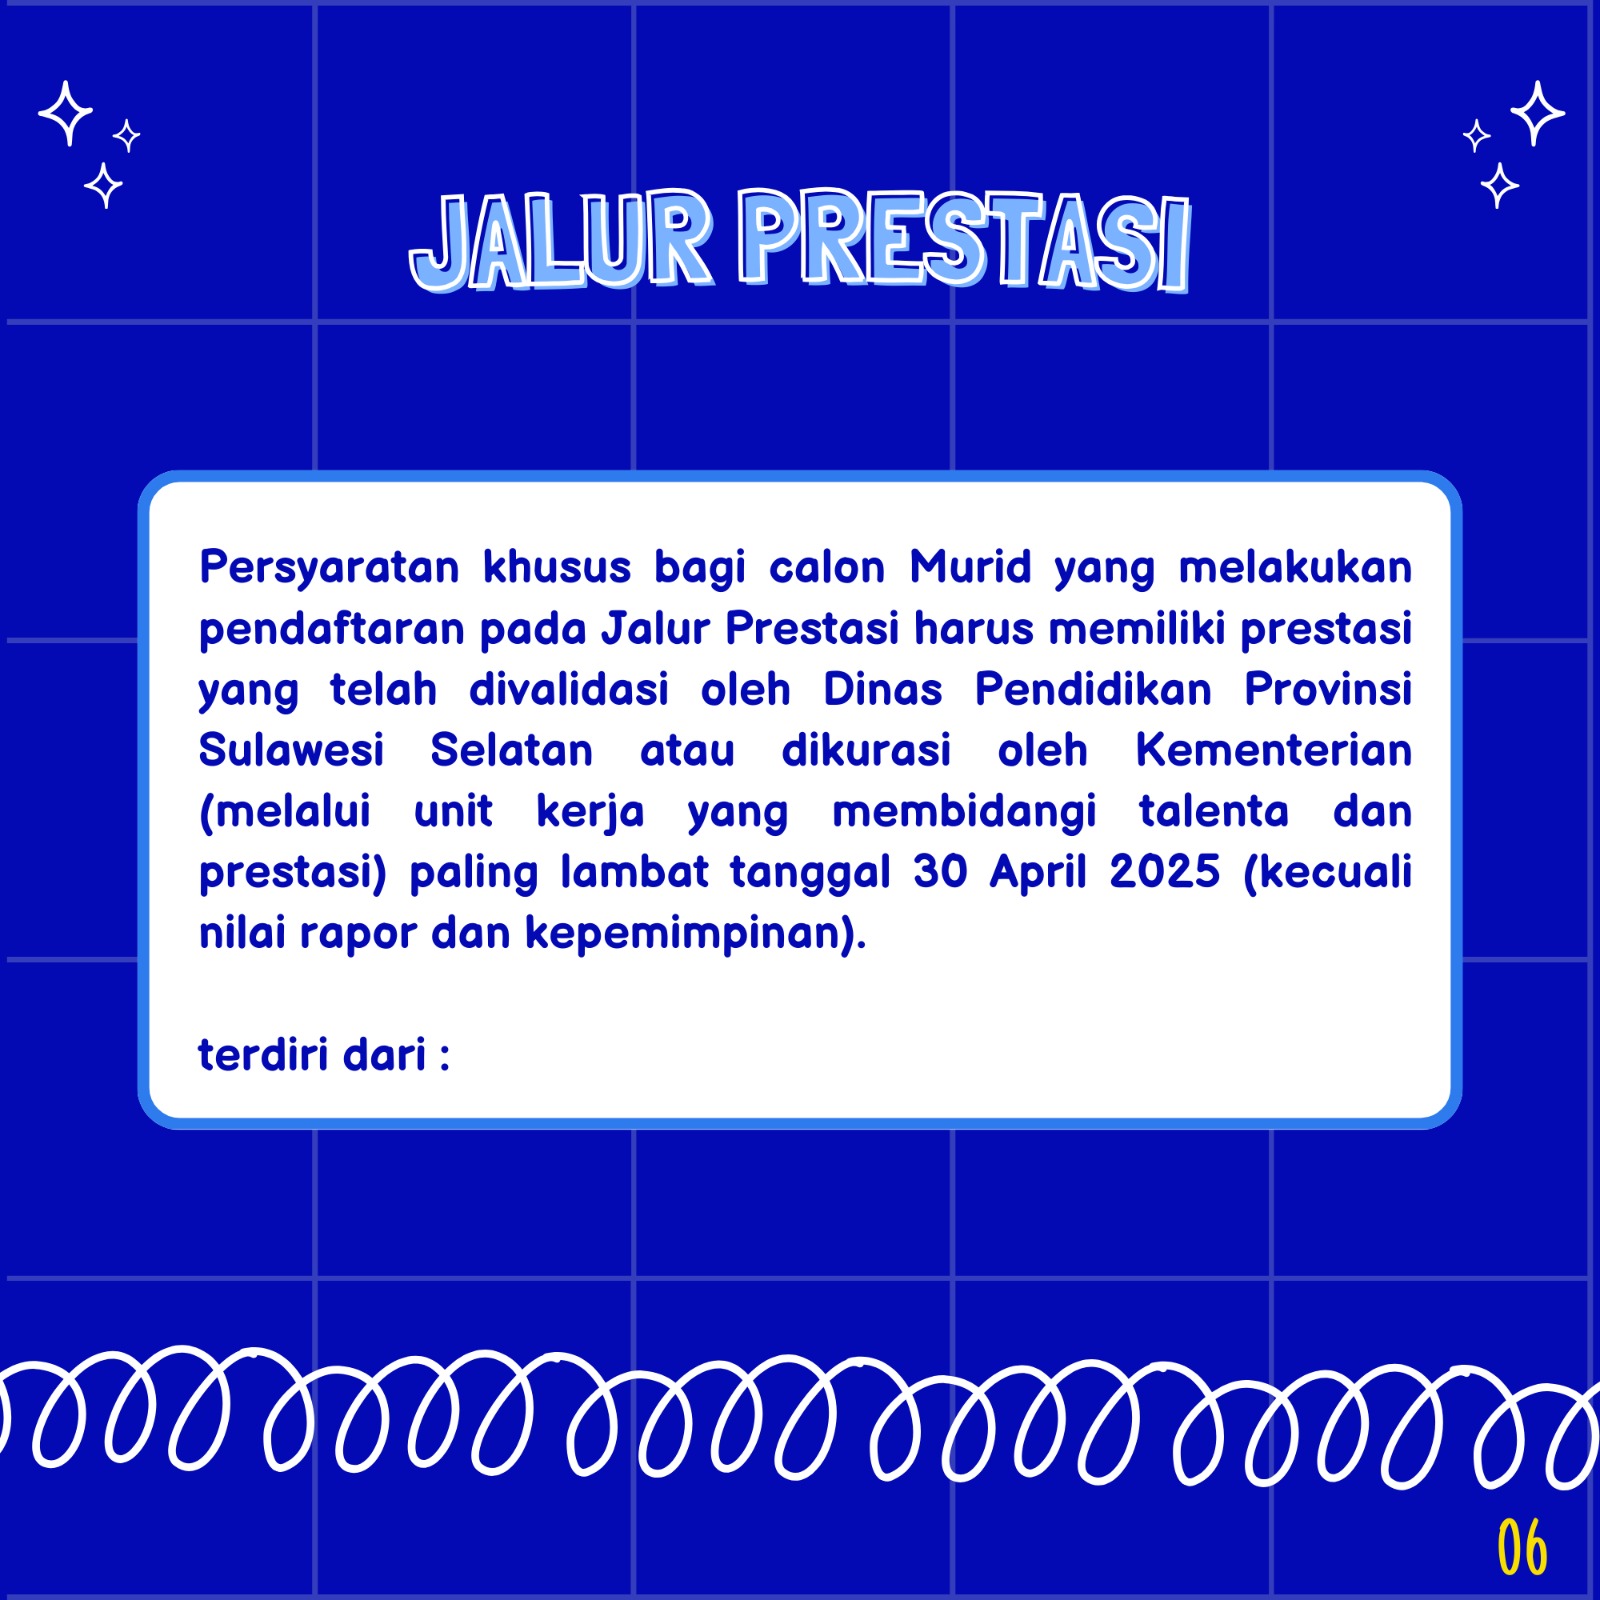 JALUR PRESTASI
Persyaratan khusus bagi calon Murid yang melakukan
pendaftaran pada Jalur Prestasi harus memiliki prestasi
yang telah divalidasi oleh Dinas Pendidikan Provinsi
Sulawesi Selatan atau dikurasi oleh Kementerian
(melalui unit kerja yang membidangi talenta dan
prestasi) paling lambat tanggal 30 April 2025 (kecuali
nilai rapor dan kepemimpinan).
terdiri dari :
06